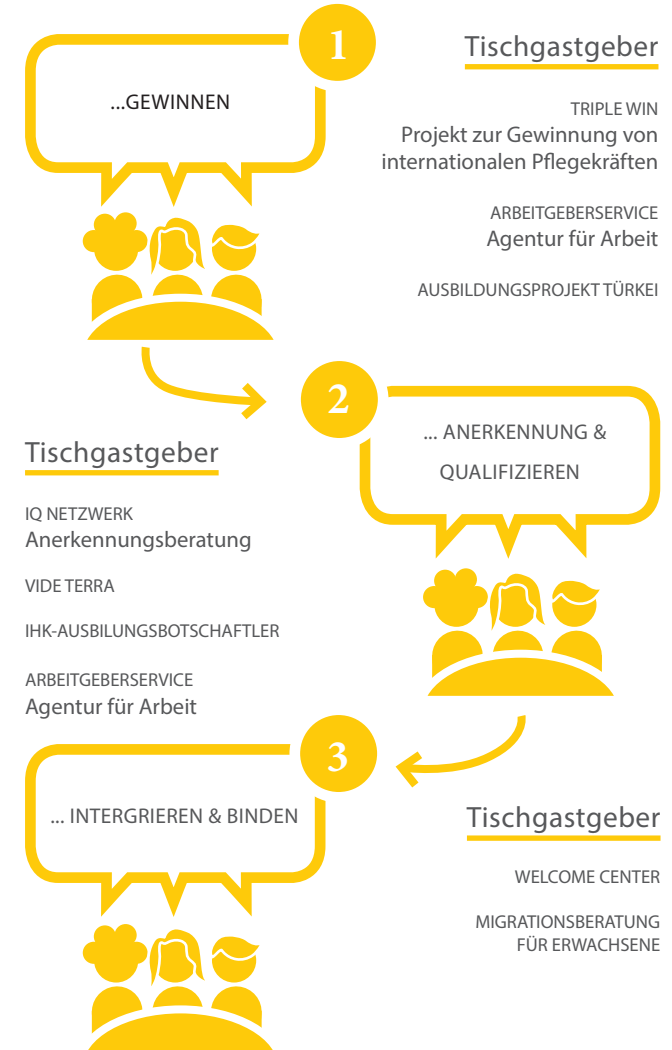 1
...GEWINNEN
Tischgastgeber
TRIPLE WIN
Projekt zur Gewinnung von
internationalen Pflegekräften
ARBEITGEBERSERVICE
Agentur für Arbeit
AUSBILDUNGSPROJEKT TÜRKEI
2
... ANERKENNUNG &
QUALIFIZIEREN
Tischgastgeber
IQ NETZWERK
Anerkennungsberatung
VIDE TERRA
IHK-AUSBILUNGSBOTSCHAFTLER
ARBEITGEBERSERVICE
Agentur für Arbeit
3
... INTERGRIEREN & BINDEN
Tischgastgeber
WELCOME CENTER
MIGRATIONSBERATUNG
FÜR ERWACHSENE